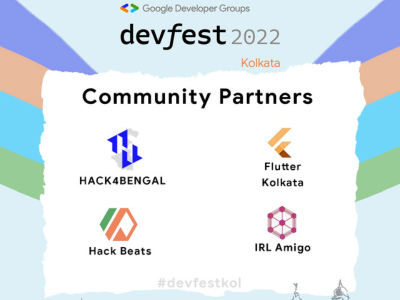 Google Developer Groups
devfest 2022
Kolkata
Community Partners
HACK4BENGAL
Flutter
Kolkata
Hack Beats
IRL Amigo
#devfestkol